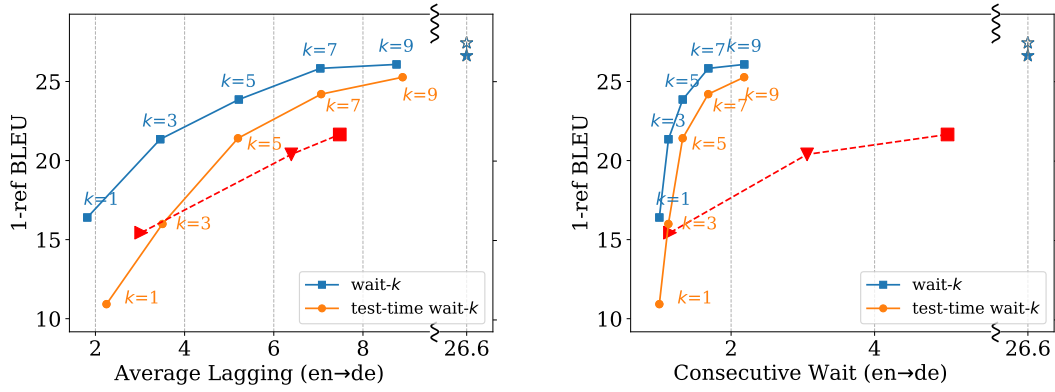 1-ref BLEU
25
20
15
10
k=1
k=3
k=5
k=7
k=9
k=1
k=3
k=5
k=7
k=9
wait-k
test-time wait-k
2
4
6
8
26.6
Average Lagging (en→de)
1-ref BLEU
25
20
15
10
k=1
k=3
k=5
k=7
k=9
k=1
k=3
k=5
k=7
k=9
wait-k
test-time wait-k
2
4
26.6
Consecutive Wait (en→de)